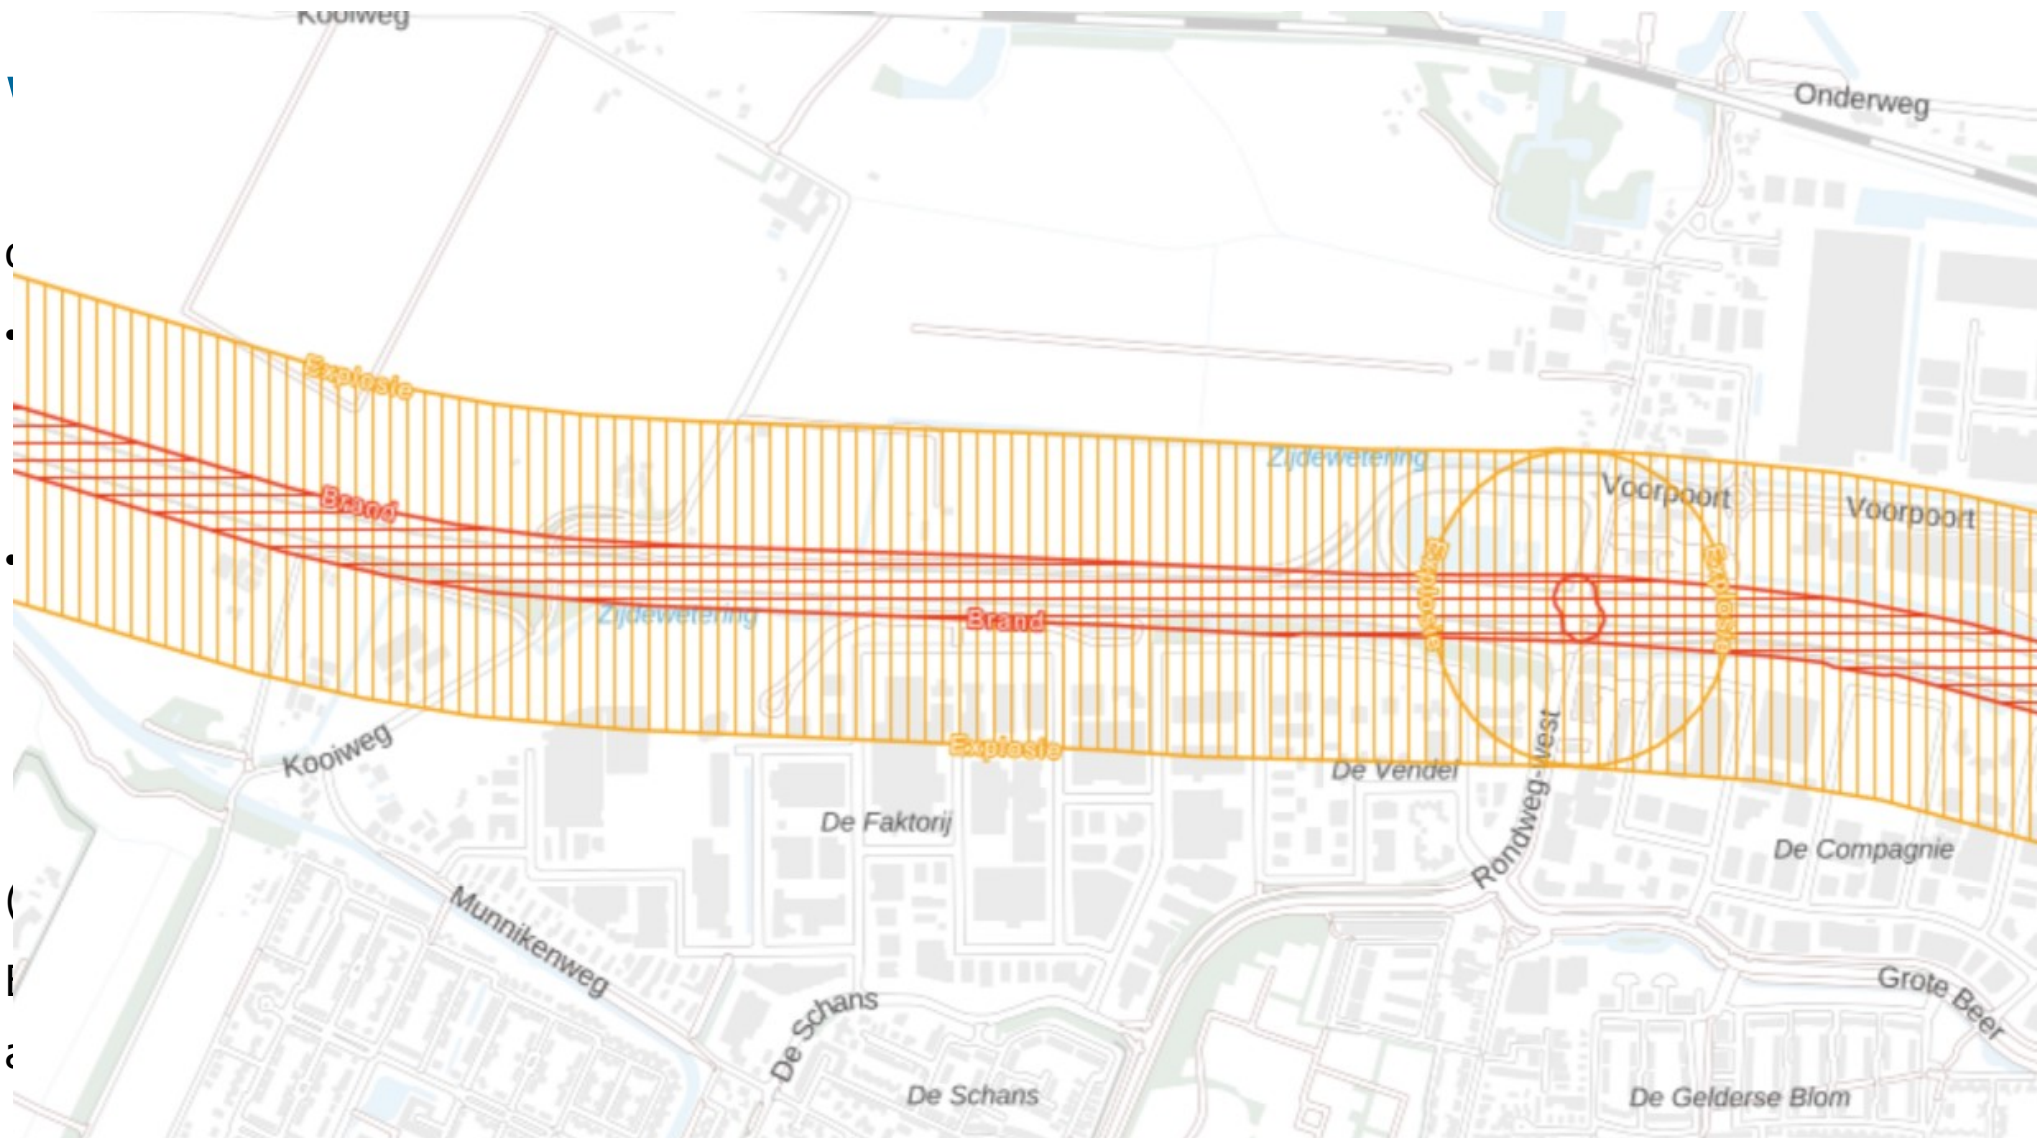 Kooiweg
Onderweg
Explosie
Zijdewetering
Voorpoort
Voorpoort
Brand
Explosie
Explosie
Zijdewetering
Brand
Explosie
Kooiweg
De Vendel
Rondweg-west
De Faktorij
De Compagnie
Munnikenweg
Grote Beer
De Schans
De Schans
De Gelderse Blom